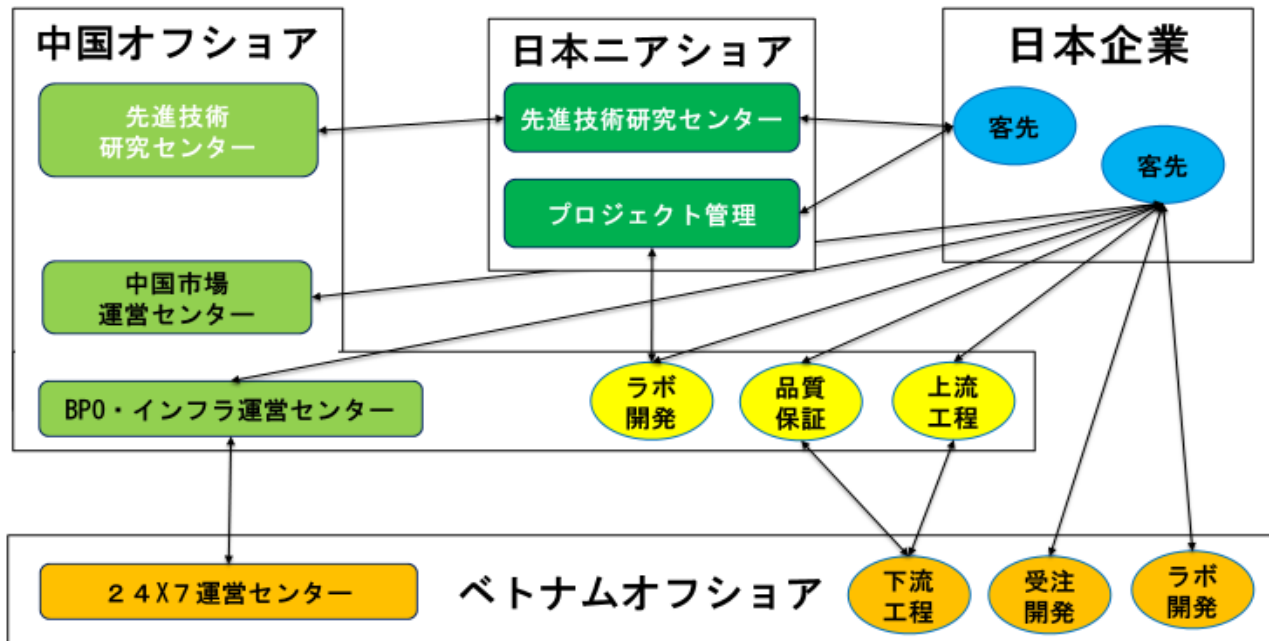 中国オフショア
先進技術
研究センター
中国市場
運営センター
BPO・インフラ運営センター
日本ニアショア
先進技術研究センター
プロジェクト管理
日本企業
客先
客先
ラボ
開発
品質
保証
上流
工程
24X7運営センター
ベトナムオフショア
下流
工程
受注
開発
ラボ
開発